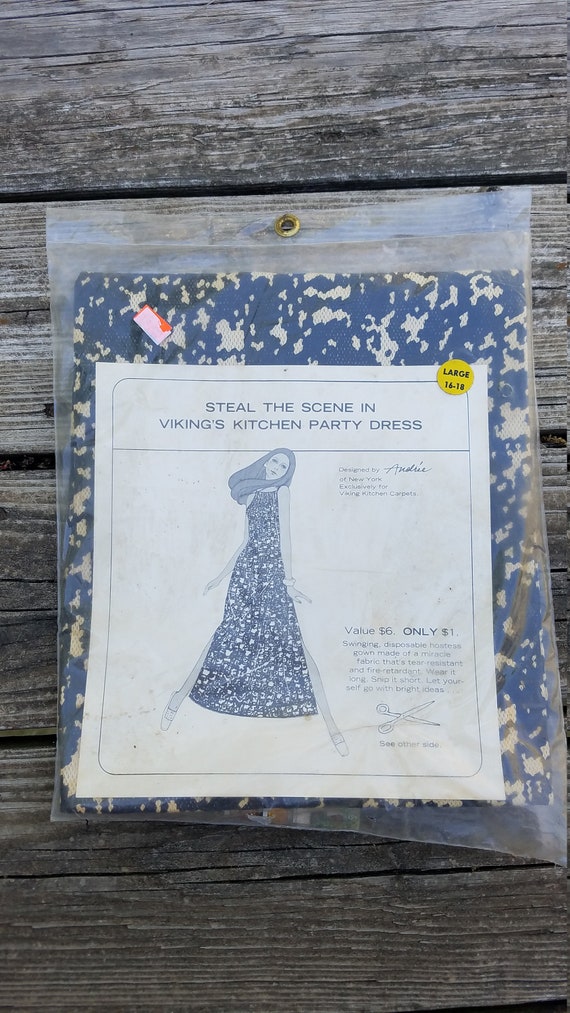 LARGE
16-18
STEAL THE SCENE IN
VIKING'S KITCHEN PARTY DRESS
Designed by Andrée
of New York
Exclusively for
Viking Kitchen Carpets.
Value $6. ONLY $1.
Swinging, disposable hostess
gown made of a miracle
fabric that's tear-resistant
and fire-retardant. Wear it
long. Snip it short. Let your-
self go with bright ideas . . .
See other side.